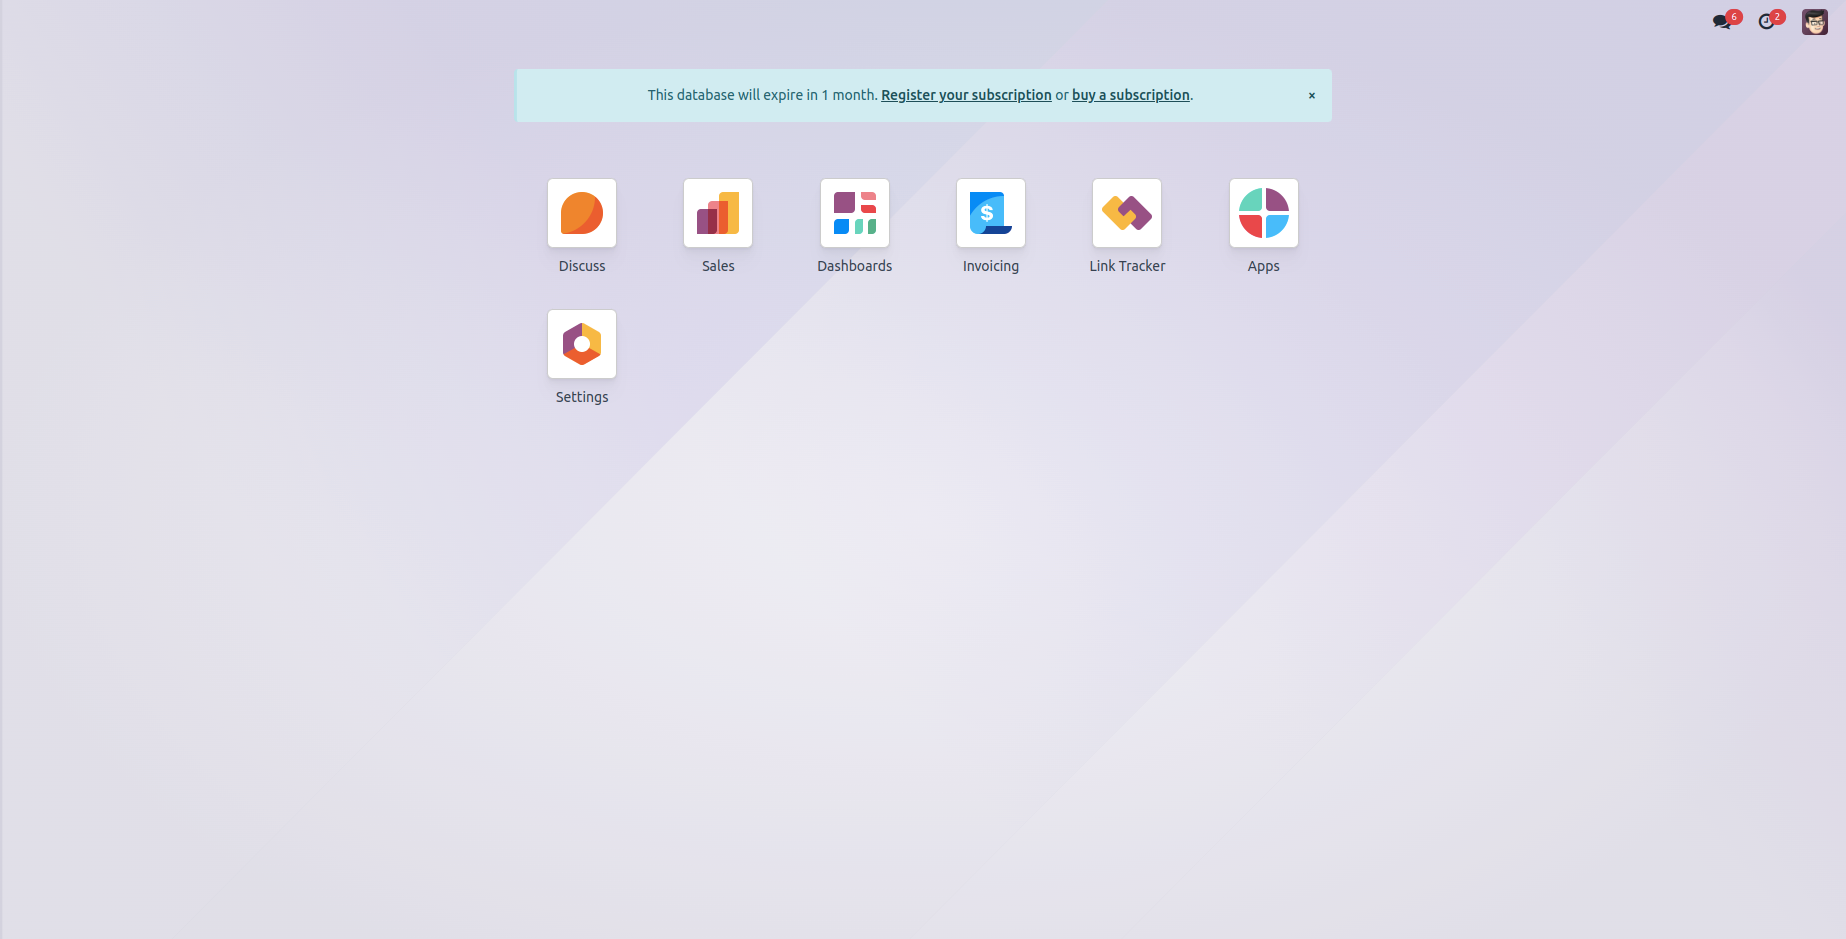 6
2
This database will expire in 1 month. Register your subscription or buy a subscription.
×
$
Discuss
Sales
Dashboards
Invoicing
Link Tracker
Apps
Settings